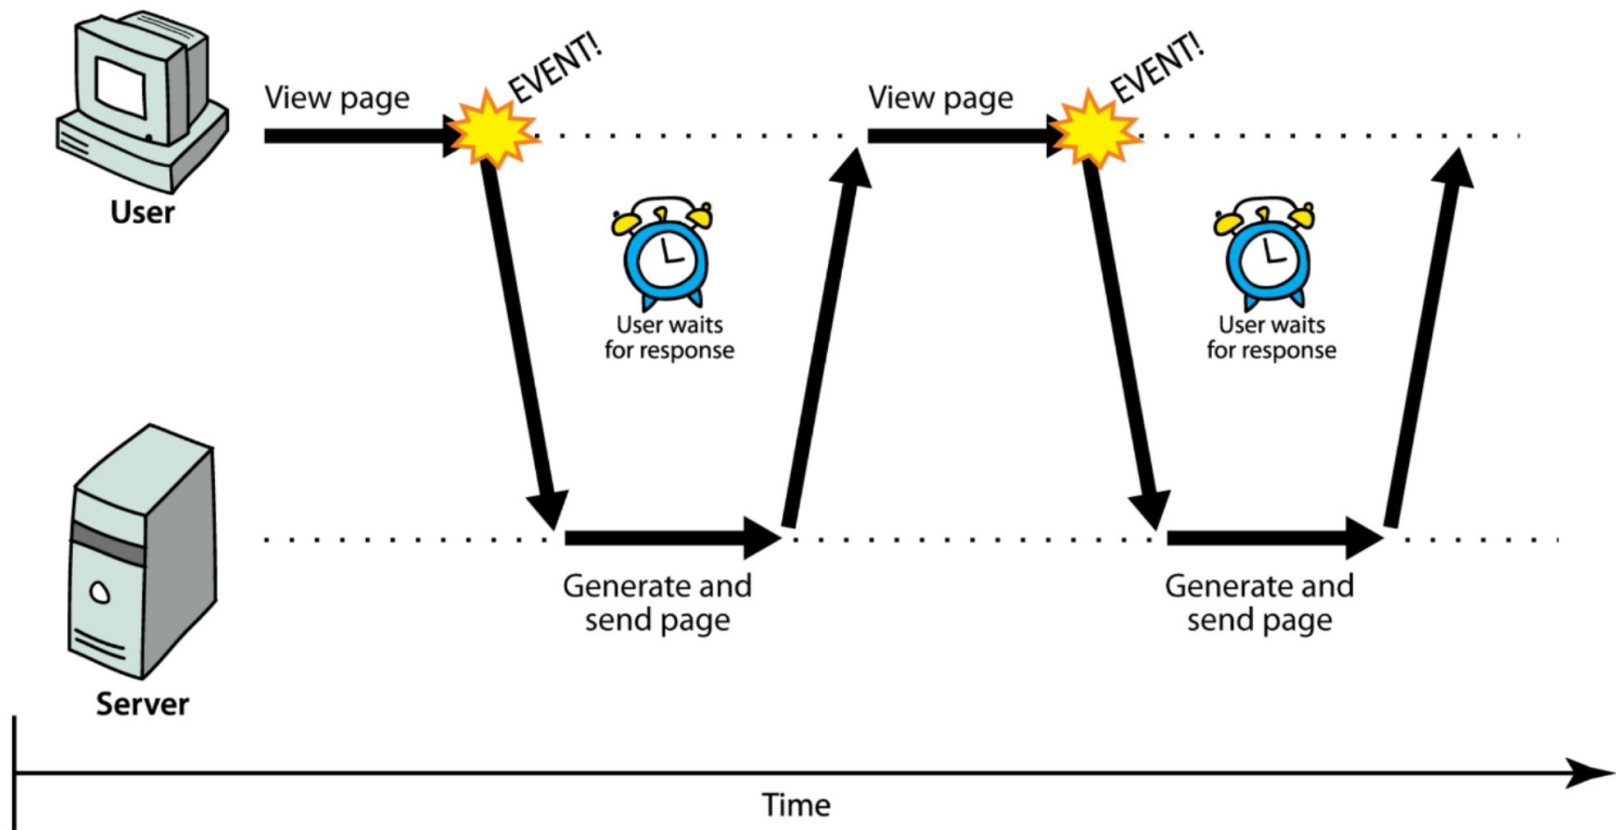 View page
EVENT!
View page
EVENT!
User
User waits
for response
User waits
for response
Generate and
send page
Generate and
send page
Server
Time